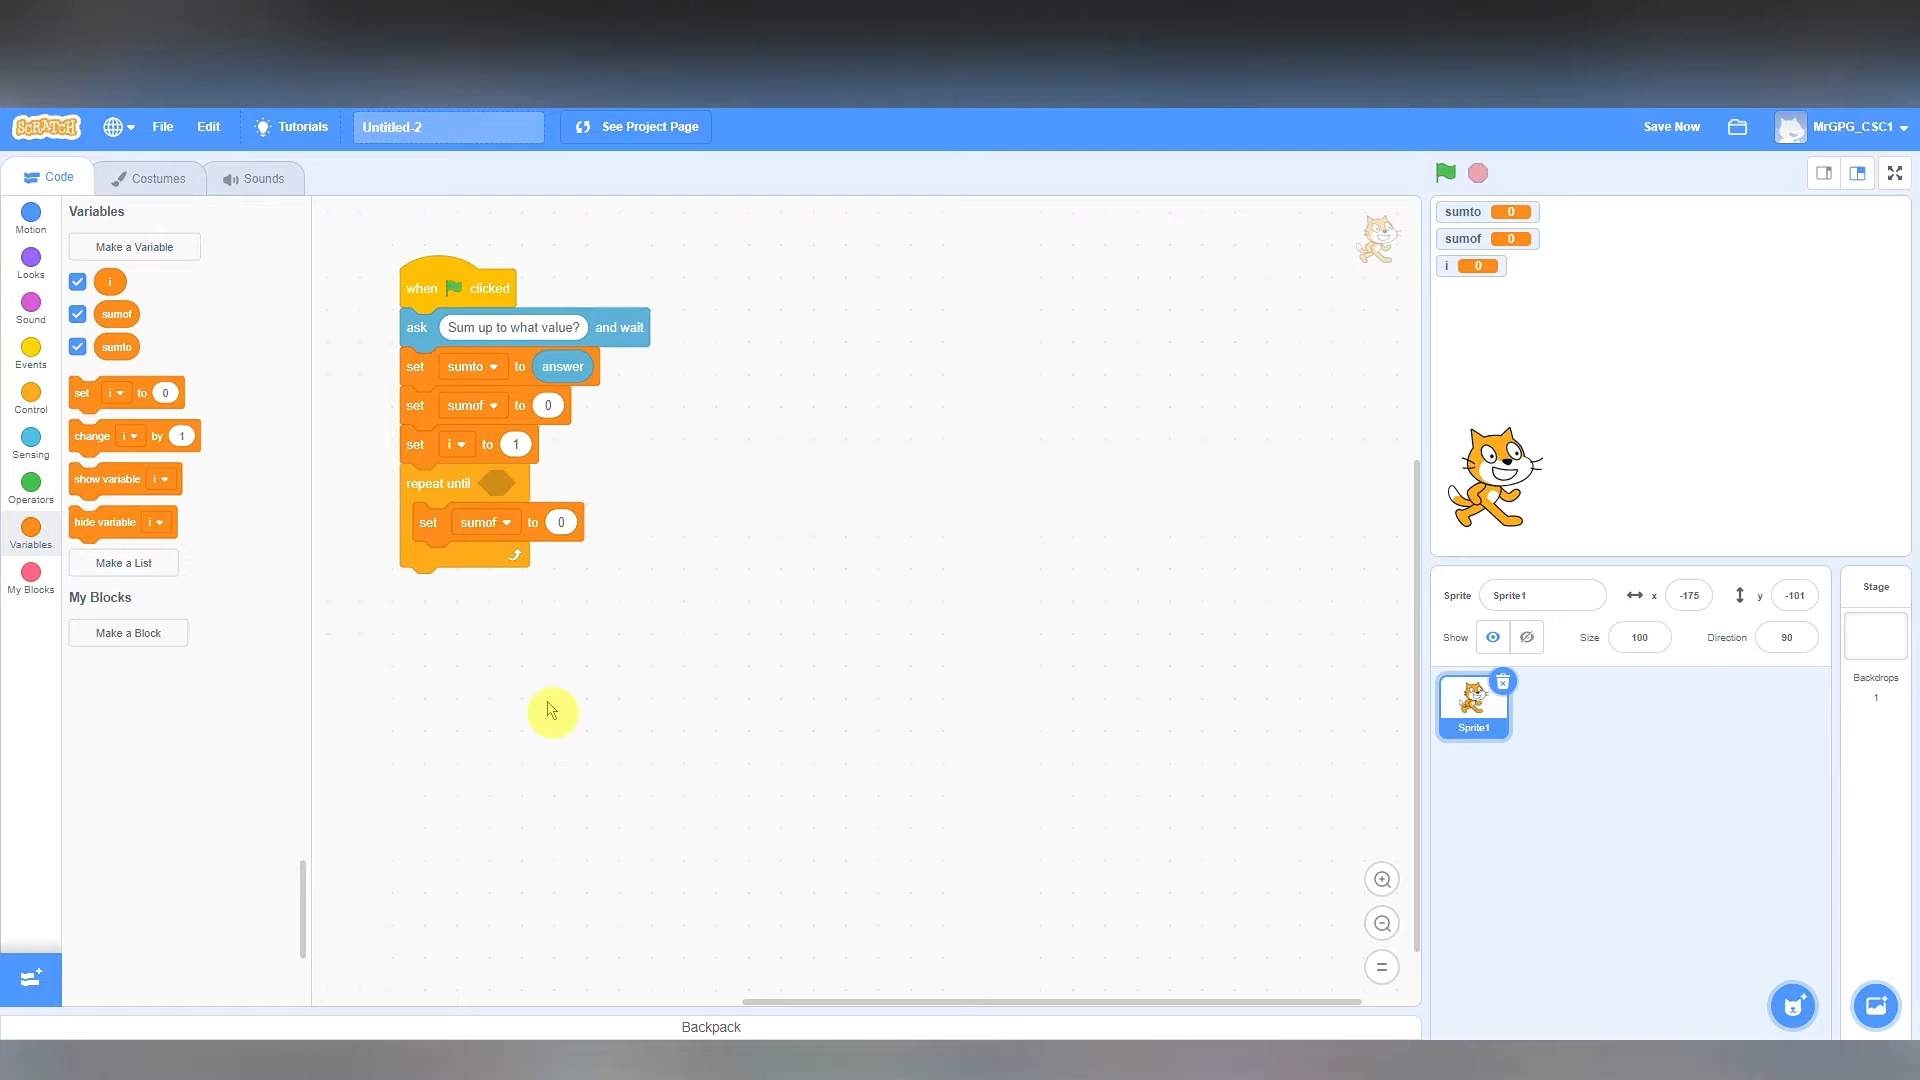 SCRATCH File Edit Tutorials Untitled-2 See Project Page Save Now MrGPG_CSC1
Code Costumes Sounds
Motion
Looks
Sound
Events
Control
Sensing
Operators
Variables
My Blocks
Variables
Make a Variable
i
sumof
sumto
set i to 0
change i by 1
show variable i
hide variable i
Make a List
My Blocks
Make a Block
when clicked
ask Sum up to what value? and wait
set sumto to answer
set sumof to 0
set i to 1
repeat until
set sumof to 0
sumto 0
sumof 0
i 0
Sprite Sprite1 x -175 y -101
Show Size 100 Direction 90
Sprite1
Stage
Backdrops
1
Backpack